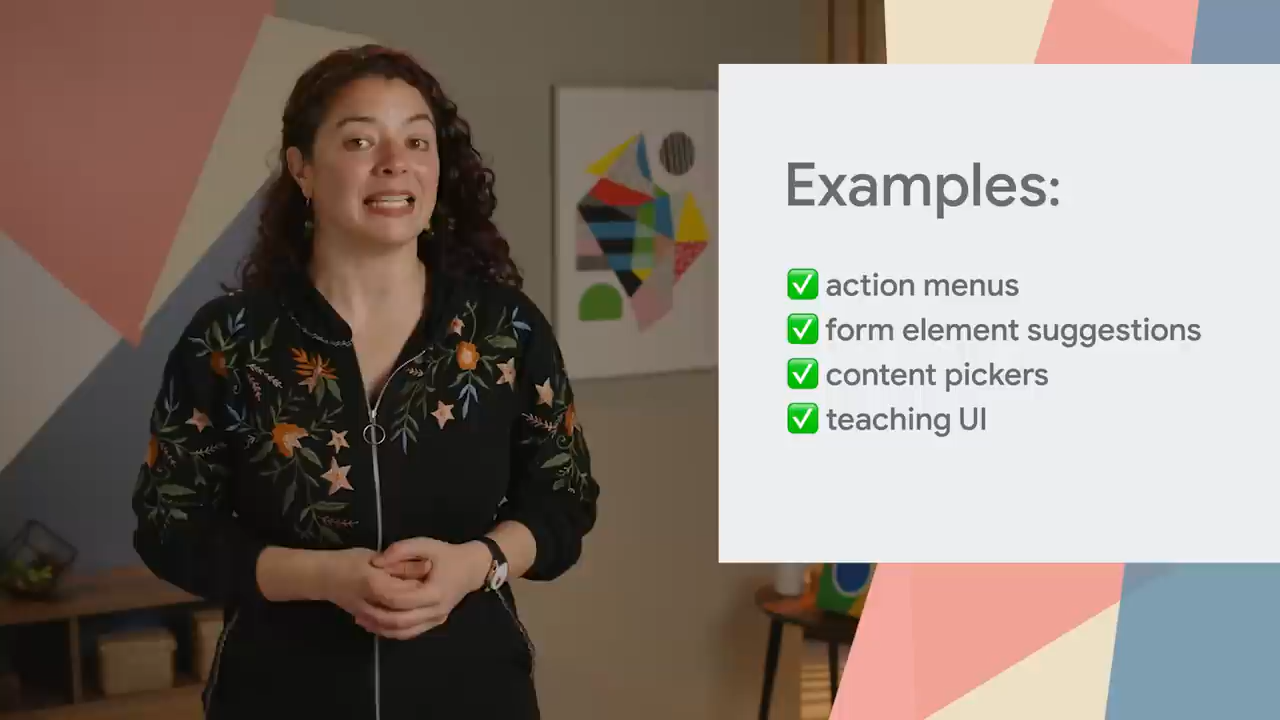 Examples:
✅ action menus
✅ form element suggestions
✅ content pickers
✅ teaching UI